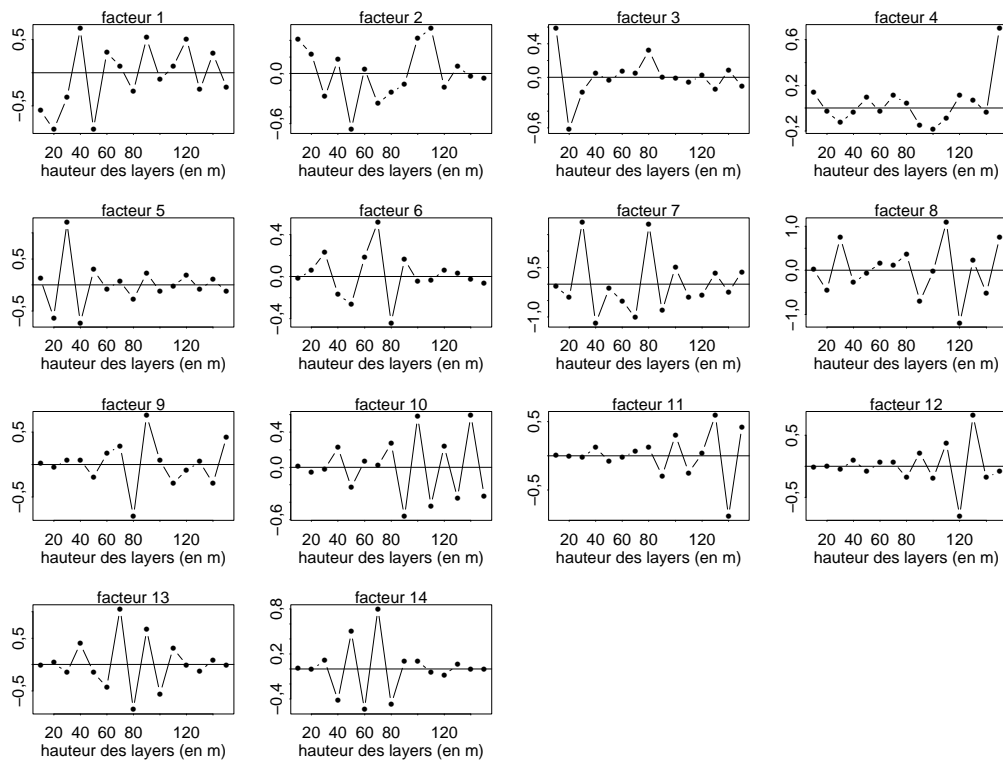 facteur 1 facteur 2 facteur 3 facteur 4
0,5 −0,5 0,0 −0,6 0,4 0,0 −0,6 0,6 0,2 −0,2
20 40 60 80 120 20 40 60 80 120 20 40 60 80 120 20 40 60 80 120
hauteur des layers (en m) hauteur des layers (en m) hauteur des layers (en m) hauteur des layers (en m)
facteur 5 facteur 6 facteur 7 facteur 8
0,5 −0,5 0,4 0,0 −0,4 0,5 −1,0 1,0 0,0 −1,0
20 40 60 80 120 20 40 60 80 120 20 40 60 80 120 20 40 60 80 120
hauteur des layers (en m) hauteur des layers (en m) hauteur des layers (en m) hauteur des layers (en m)
facteur 9 facteur 10 facteur 11 facteur 12
0,5 −0,5 0,4 0,0 −0,6 0,5 −0,5 0,5 −0,5
20 40 60 80 120 20 40 60 80 120 20 40 60 80 120 20 40 60 80 120
hauteur des layers (en m) hauteur des layers (en m) hauteur des layers (en m) hauteur des layers (en m)
facteur 13 facteur 14
0,5 −0,5 0,8 0,2 −0,4
20 40 60 80 120 20 40 60 80 120
hauteur des layers (en m) hauteur des layers (en m)